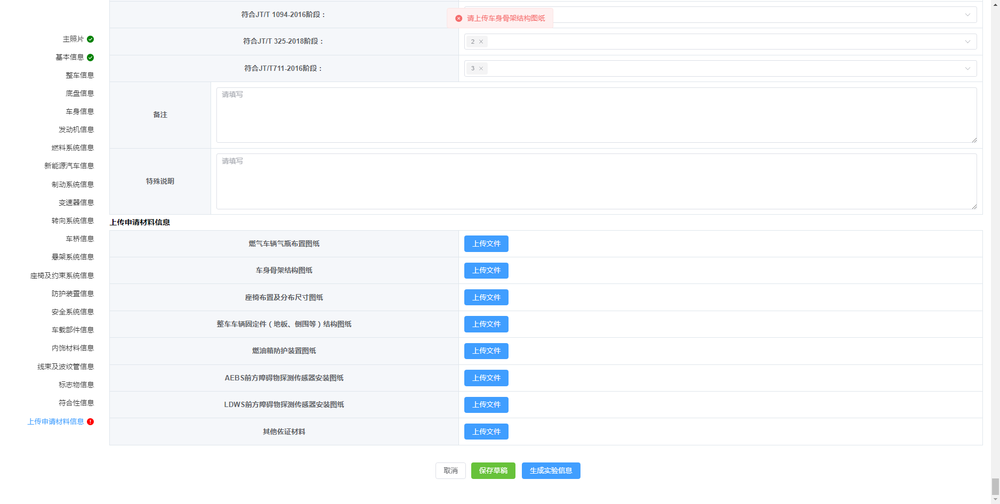 主照片
基本信息
整车信息
底盘信息
车身信息
发动机信息
燃料系统信息
新能源汽车信息
制动系统信息
变速器信息
转向系统信息
车桥信息
悬架系统信息
座椅及约束系统信息
防护装置信息
安全系统信息
车载部件信息
内饰材料信息
线束及波纹管信息
标志物信息
符合性信息
上传申请材料信息
请上传车身骨架结构图纸
符合JT/T 1094-2016阶段：
符合JT/T 325-2018阶段： 2
符合JT/T711-2016阶段： 3
备注 请填写
特殊说明 请填写
上传申请材料信息
燃气车辆气瓶布置图纸 上传文件
车身骨架结构图纸 上传文件
座椅布置及分布尺寸图纸 上传文件
整车车辆固定件（地板、侧围等）结构图纸 上传文件
燃油箱防护装置图纸 上传文件
AEBS前方障碍物探测传感器安装图纸 上传文件
LDWS前方障碍物探测传感器安装图纸 上传文件
其他佐证材料 上传文件
取消 保存草稿 生成实验信息